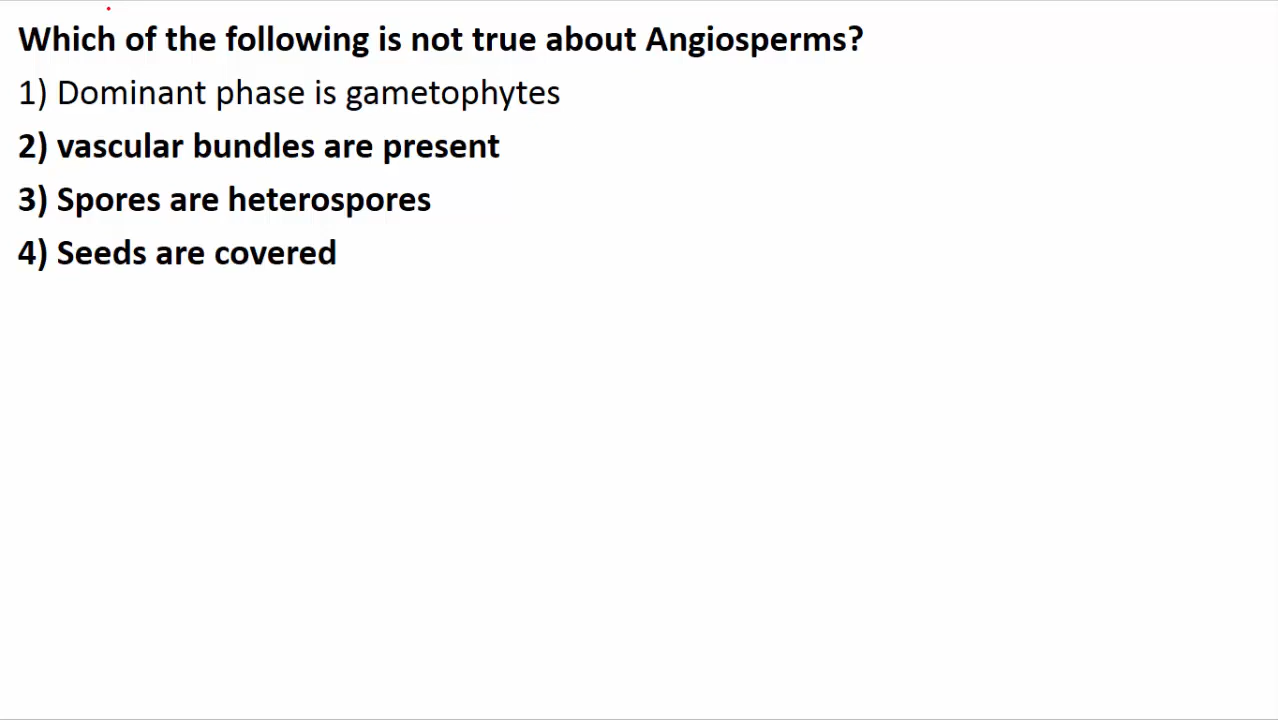 Which of the following is not true about Angiosperms?
1) Dominant phase is gametophytes
2) vascular bundles are present
3) Spores are heterospores
4) Seeds are covered